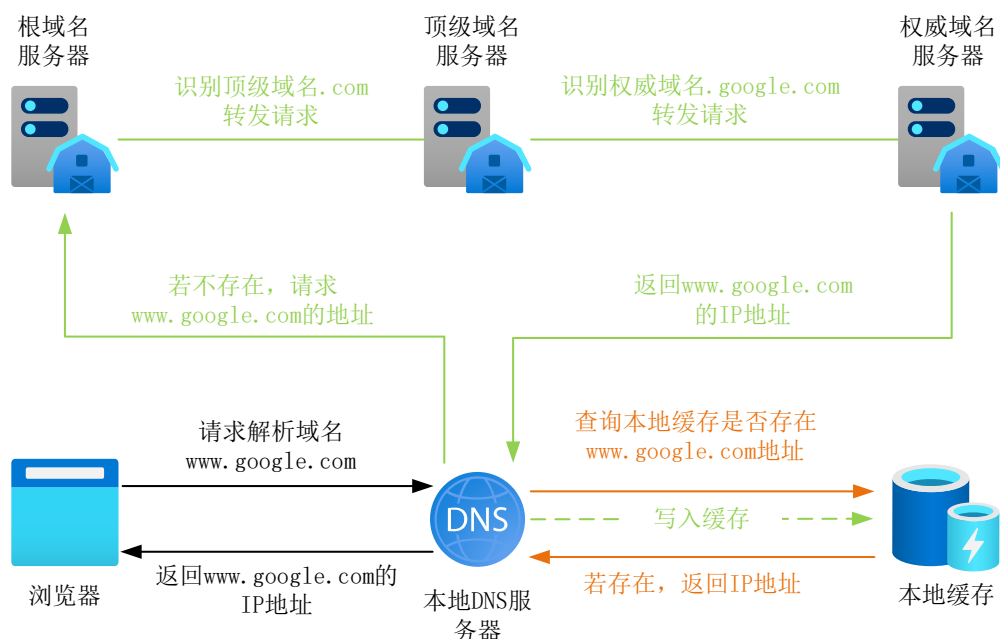 根域名
服务器
顶级域名
服务器
权威域名
服务器
识别顶级域名.com
转发请求
识别权威域名.google.com
转发请求
若不存在，请求
www.google.com的地址
返回www.google.com
的IP地址
请求解析域名
www.google.com
查询本地缓存是否存在
www.google.com地址
DNS
写入缓存
返回www.google.com的
IP地址
若存在，返回IP地址
浏览器
本地DNS服
务器
本地缓存